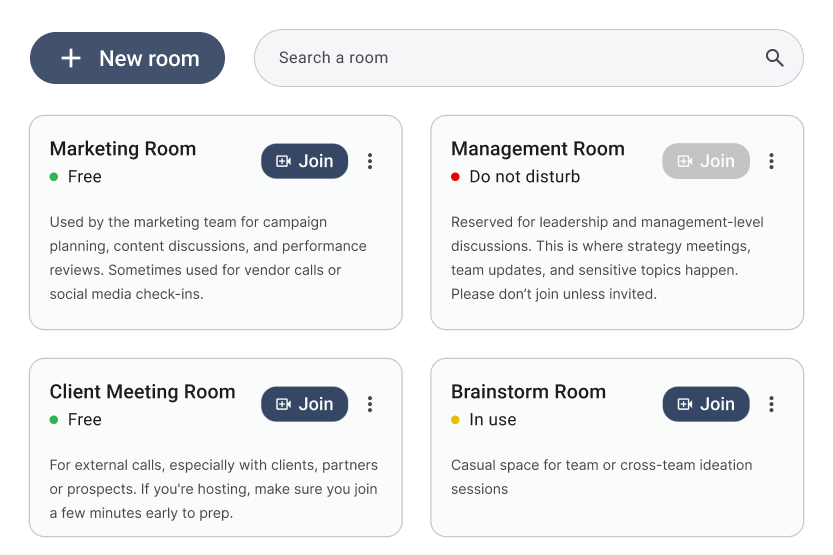 New room
Search a room
Marketing Room
Join
Free
Used by the marketing team for campaign
planning, content discussions, and performance
reviews. Sometimes used for vendor calls or
social media check-ins.
Management Room
Join
Do not disturb
Reserved for leadership and management-level
discussions. This is where strategy meetings,
team updates, and sensitive topics happen.
Please don’t join unless invited.
Client Meeting Room
Join
Free
For external calls, especially with clients, partners
or prospects. If you're hosting, make sure you join
a few minutes early to prep.
Brainstorm Room
Join
In use
Casual space for team or cross-team ideation
sessions